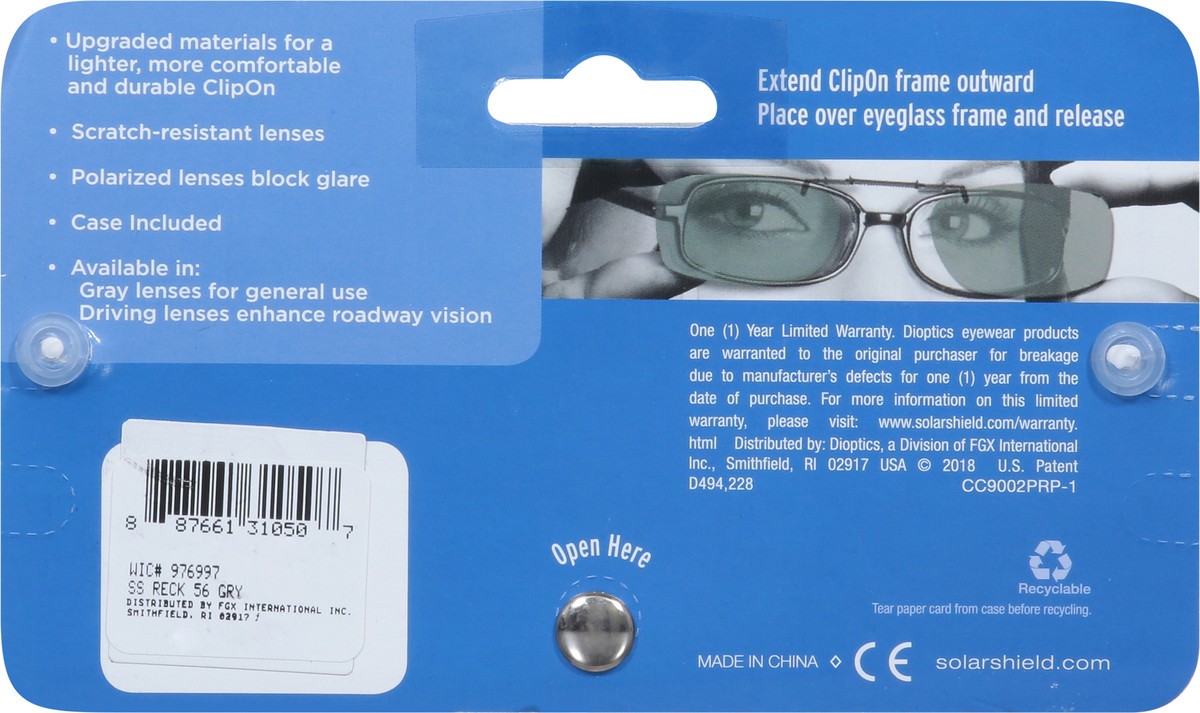 • Upgraded materials for a
lighter, more comfortable
and durable ClipOn
• Scratch-resistant lenses
• Polarized lenses block glare
• Case Included
• Available in:
Gray lenses for general use
Driving lenses enhance roadway vision
Extend ClipOn frame outward
Place over eyeglass frame and release
One (1) Year Limited Warranty. Dioptics eyewear products
are warranted to the original purchaser for breakage
due to manufacturer's defects for one (1) year from the
date of purchase. For more information on this limited
warranty, please visit: www.solarshield.com/warranty.
html Distributed by: Dioptics, a Division of FGX International
Inc., Smithfield, RI 02917 USA © 2018 U.S. Patent
D494,228 CC9002PRP-1
8 87661 31050 7
WIC# 976997
SS RECK 56 GRY
DISTRIBUTED BY FGX INTERNATIONAL INC.
SMITHFIELD, RI 02917
Open Here
Recyclable
Tear paper card from case before recycling.
MADE IN CHINA ◊ CE solarshield.com